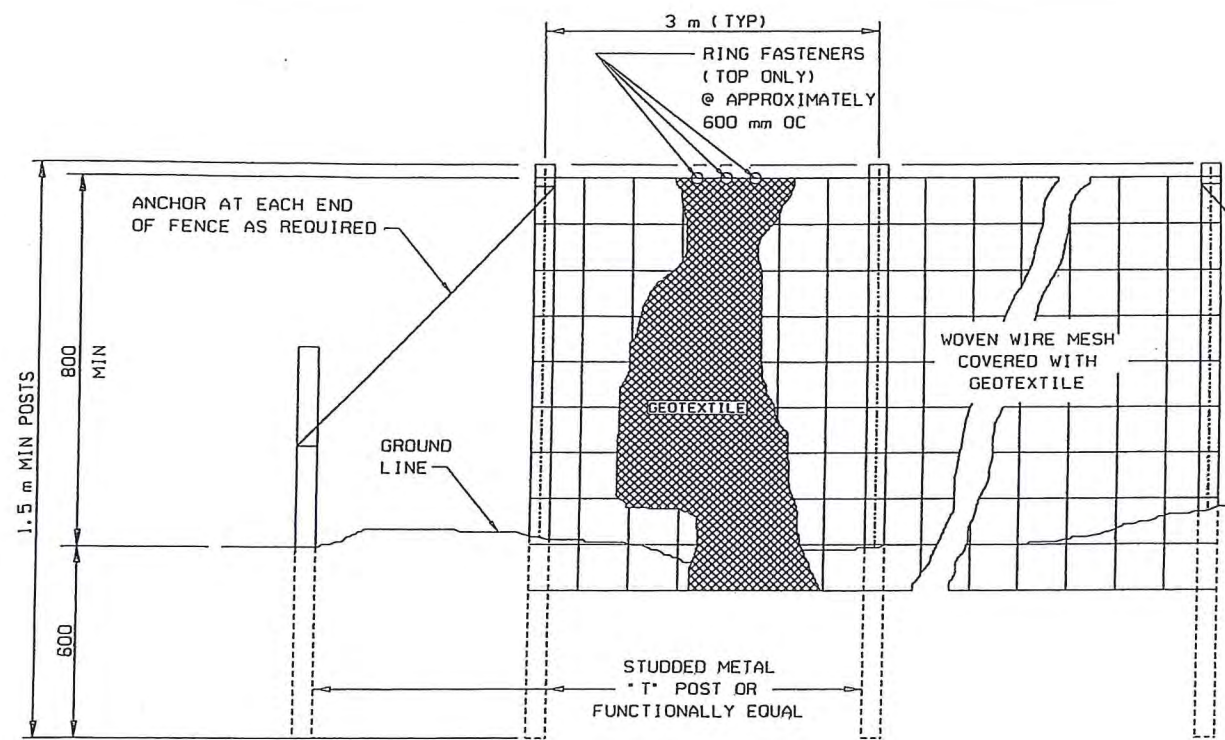 3 m (TYP)
RING FASTENERS
(TOP ONLY)
@ APPROXIMATELY
600 mm OC
ANCHOR AT EACH END
OF FENCE AS REQUIRED
1.5 m MIN POSTS
800
MIN
WOVEN WIRE MESH
COVERED WITH
GEOTEXTILE
GEOTEXTILE
GROUND
LINE
600
STUDDED METAL
"T" POST OR
FUNCTIONALLY EQUAL